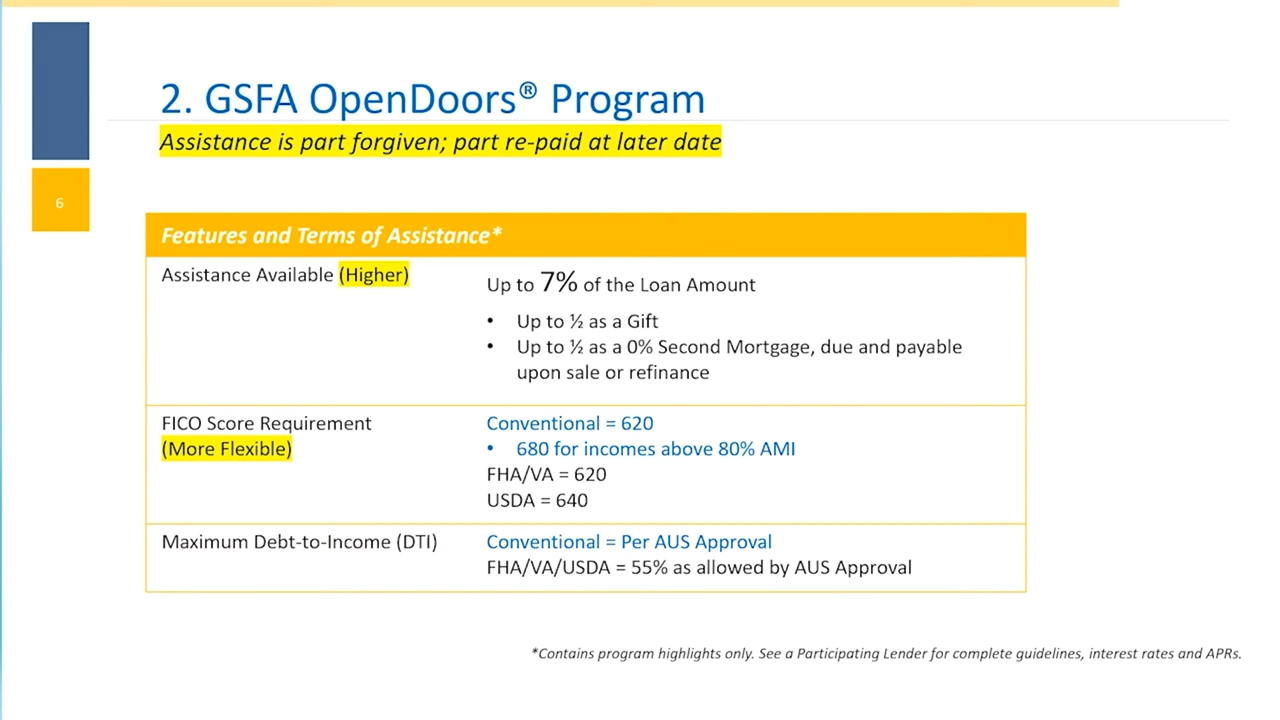 2. GSFA OpenDoors® Program
Assistance is part forgiven; part re-paid at later date
6
Features and Terms of Assistance*
Assistance Available (Higher)
Up to 7% of the Loan Amount
• Up to ½ as a Gift
• Up to ½ as a 0% Second Mortgage, due and payable
upon sale or refinance
FICO Score Requirement
(More Flexible)
Conventional = 620
• 680 for incomes above 80% AMI
FHA/VA = 620
USDA = 640
Maximum Debt-to-Income (DTI)
Conventional = Per AUS Approval
FHA/VA/USDA = 55% as allowed by AUS Approval
*Contains program highlights only. See a Participating Lender for complete guidelines, interest rates and APRs.